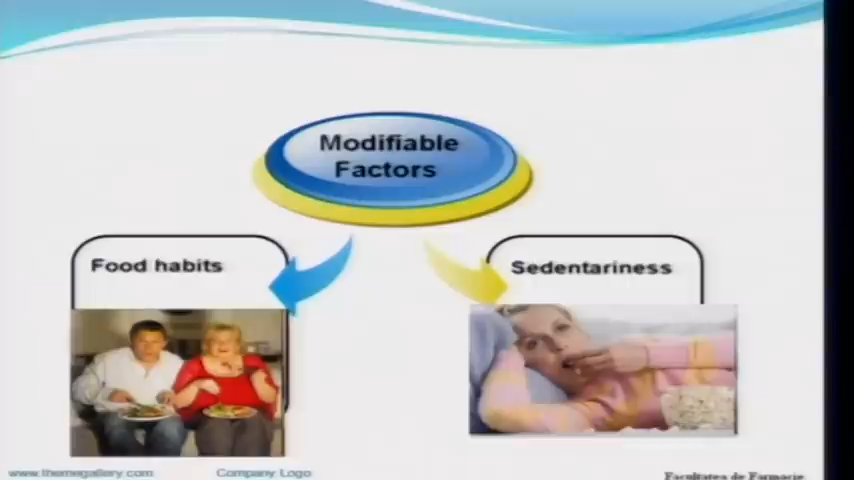 Modifiable
Factors
Food habits
Sedentariness
www.themegallery.com
Company Logo
Facultatea de Farmacie